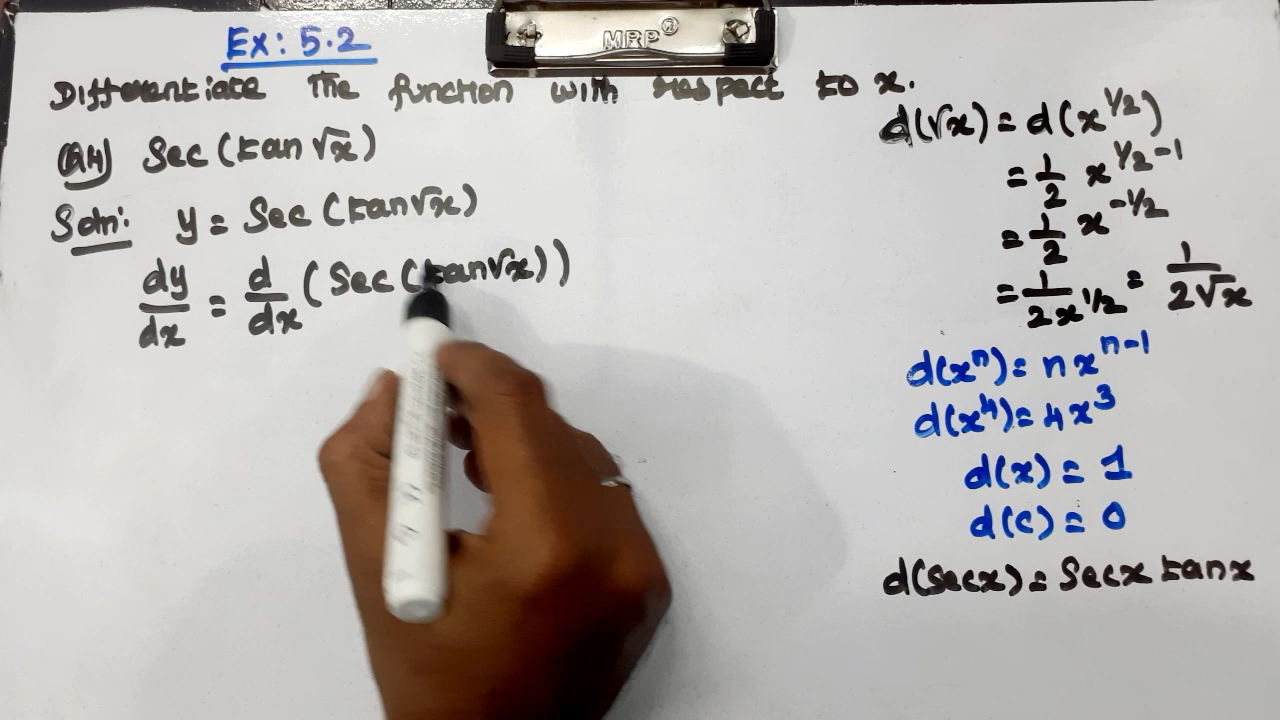 MRP®
Ex: 5.2
Differentiate The function with respect to x.
Q4) Sec (tan √x)
Soln: y = Sec (tan √x)
dy/dx = d/dx (Sec (tan √x))
d(√x) = d(x^1/2)
= 1/2 x^1/2-1
= 1/2 x^-1/2
= 1/2x^1/2 = 1/2√x
d(x^n) = n x^n-1
d(x^4) = 4x^3
d(x) = 1
d(c) = 0
d(Secx) = Secx tanx